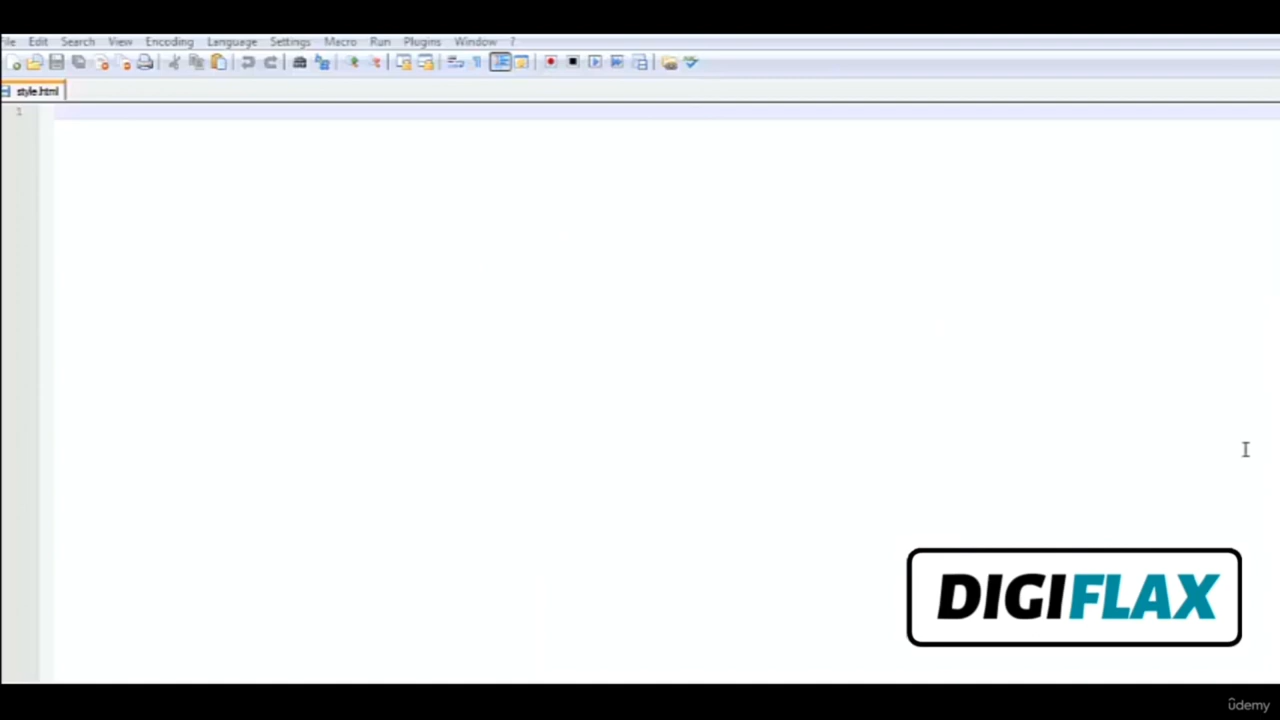 File Edit Search View Encoding Language Settings Macro Run Plugins Window ?
style.html
1
DIGIFLAX
ûdemy